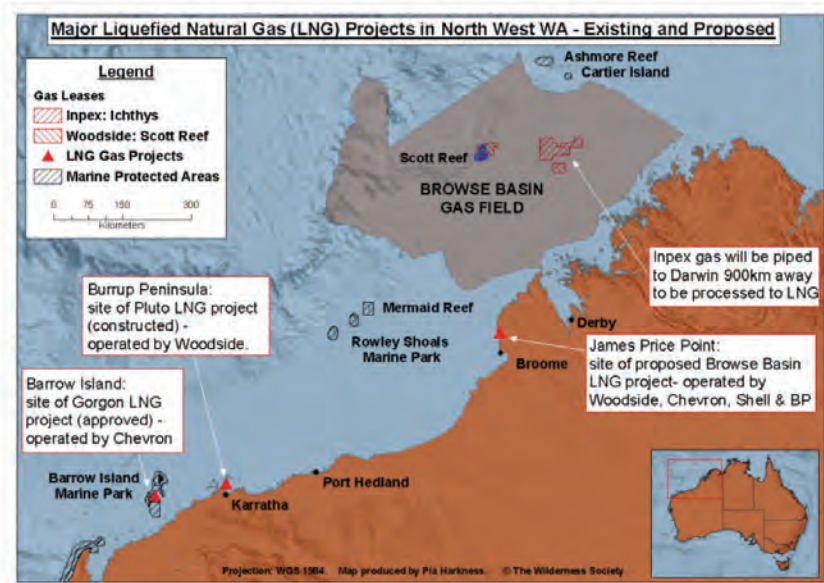 Major Liquefied Natural Gas (LNG) Projects in North West WA - Existing and Proposed
Legend
Gas Leases
Inpex: Ichthys
Woodside: Scott Reef
LNG Gas Projects
Marine Protected Areas
0 75 150 300
Kilometers
Ashmore Reef
Cartier Island
Scott Reef
BROWSE BASIN
GAS FIELD
Inpex gas will be piped
to Darwin 900km away
to be processed to LNG
Burrup Peninsula:
site of Pluto LNG project
(constructed) -
operated by Woodside.
Mermaid Reef
Rowley Shoals
Marine Park
Derby
Broome
James Price Point:
site of proposed Browse Basin
LNG project- operated by
Woodside, Chevron, Shell & BP
Barrow Island:
site of Gorgon LNG
project (approved) -
operated by Chevron
Barrow Island
Marine Park
Karratha
Port Hedland
Projection: WGS 1984. Map produced by Pia Harkness. © The Wilderness Society